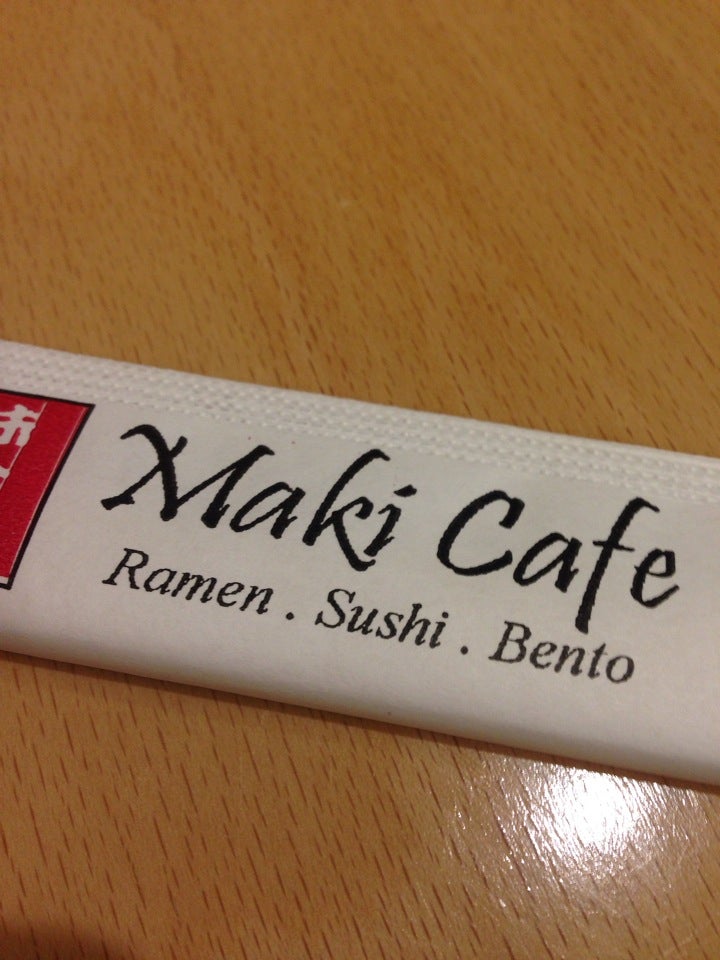 Maki Cafe
Ramen . Sushi . Bento